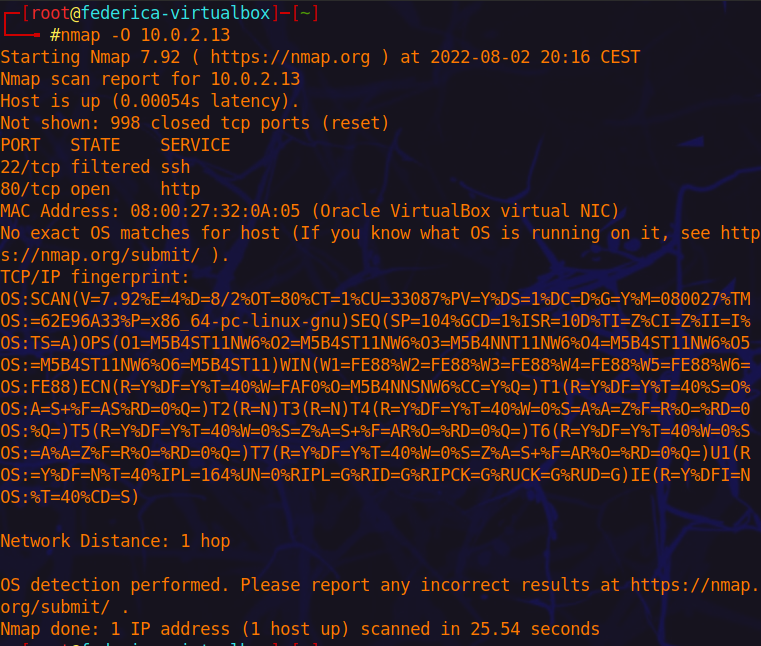 ┌─[root@federica-virtualbox]─[~]
└──╼ #nmap -O 10.0.2.13
Starting Nmap 7.92 ( https://nmap.org ) at 2022-08-02 20:16 CEST
Nmap scan report for 10.0.2.13
Host is up (0.00054s latency).
Not shown: 998 closed tcp ports (reset)
PORT   STATE    SERVICE
22/tcp filtered ssh
80/tcp open     http
MAC Address: 08:00:27:32:0A:05 (Oracle VirtualBox virtual NIC)
No exact OS matches for host (If you know what OS is running on it, see http
s://nmap.org/submit/ ).
TCP/IP fingerprint:
OS:SCAN(V=7.92%E=4%D=8/2%OT=80%CT=1%CU=33087%PV=Y%DS=1%DC=D%G=Y%M=080027%TM
OS:=62E96A33%P=x86_64-pc-linux-gnu)SEQ(SP=104%GCD=1%ISR=10D%TI=Z%CI=Z%II=I%
OS:TS=A)OPS(O1=M5B4ST11NW6%O2=M5B4ST11NW6%O3=M5B4NNT11NW6%O4=M5B4ST11NW6%O5
OS:=M5B4ST11NW6%O6=M5B4ST11)WIN(W1=FE88%W2=FE88%W3=FE88%W4=FE88%W5=FE88%W6=
OS:FE88)ECN(R=Y%DF=Y%T=40%W=FAF0%O=M5B4NNSNW6%CC=Y%Q=)T1(R=Y%DF=Y%T=40%S=O%
OS:A=S+%F=AS%RD=0%Q=)T2(R=N)T3(R=N)T4(R=Y%DF=Y%T=40%W=0%S=A%A=Z%F=R%O=%RD=0
OS:%Q=)T5(R=Y%DF=Y%T=40%W=0%S=Z%A=S+%F=AR%O=%RD=0%Q=)T6(R=Y%DF=Y%T=40%W=0%S
OS:=A%A=Z%F=R%O=%RD=0%Q=)T7(R=Y%DF=Y%T=40%W=0%S=Z%A=S+%F=AR%O=%RD=0%Q=)U1(R
OS:=Y%DF=N%T=40%IPL=164%UN=0%RIPL=G%RID=G%RIPCK=G%RUCK=G%RUD=G)IE(R=Y%DFI=N
OS:%T=40%CD=S)
Network Distance: 1 hop
OS detection performed. Please report any incorrect results at https://nmap.
org/submit/ .
Nmap done: 1 IP address (1 host up) scanned in 25.54 seconds